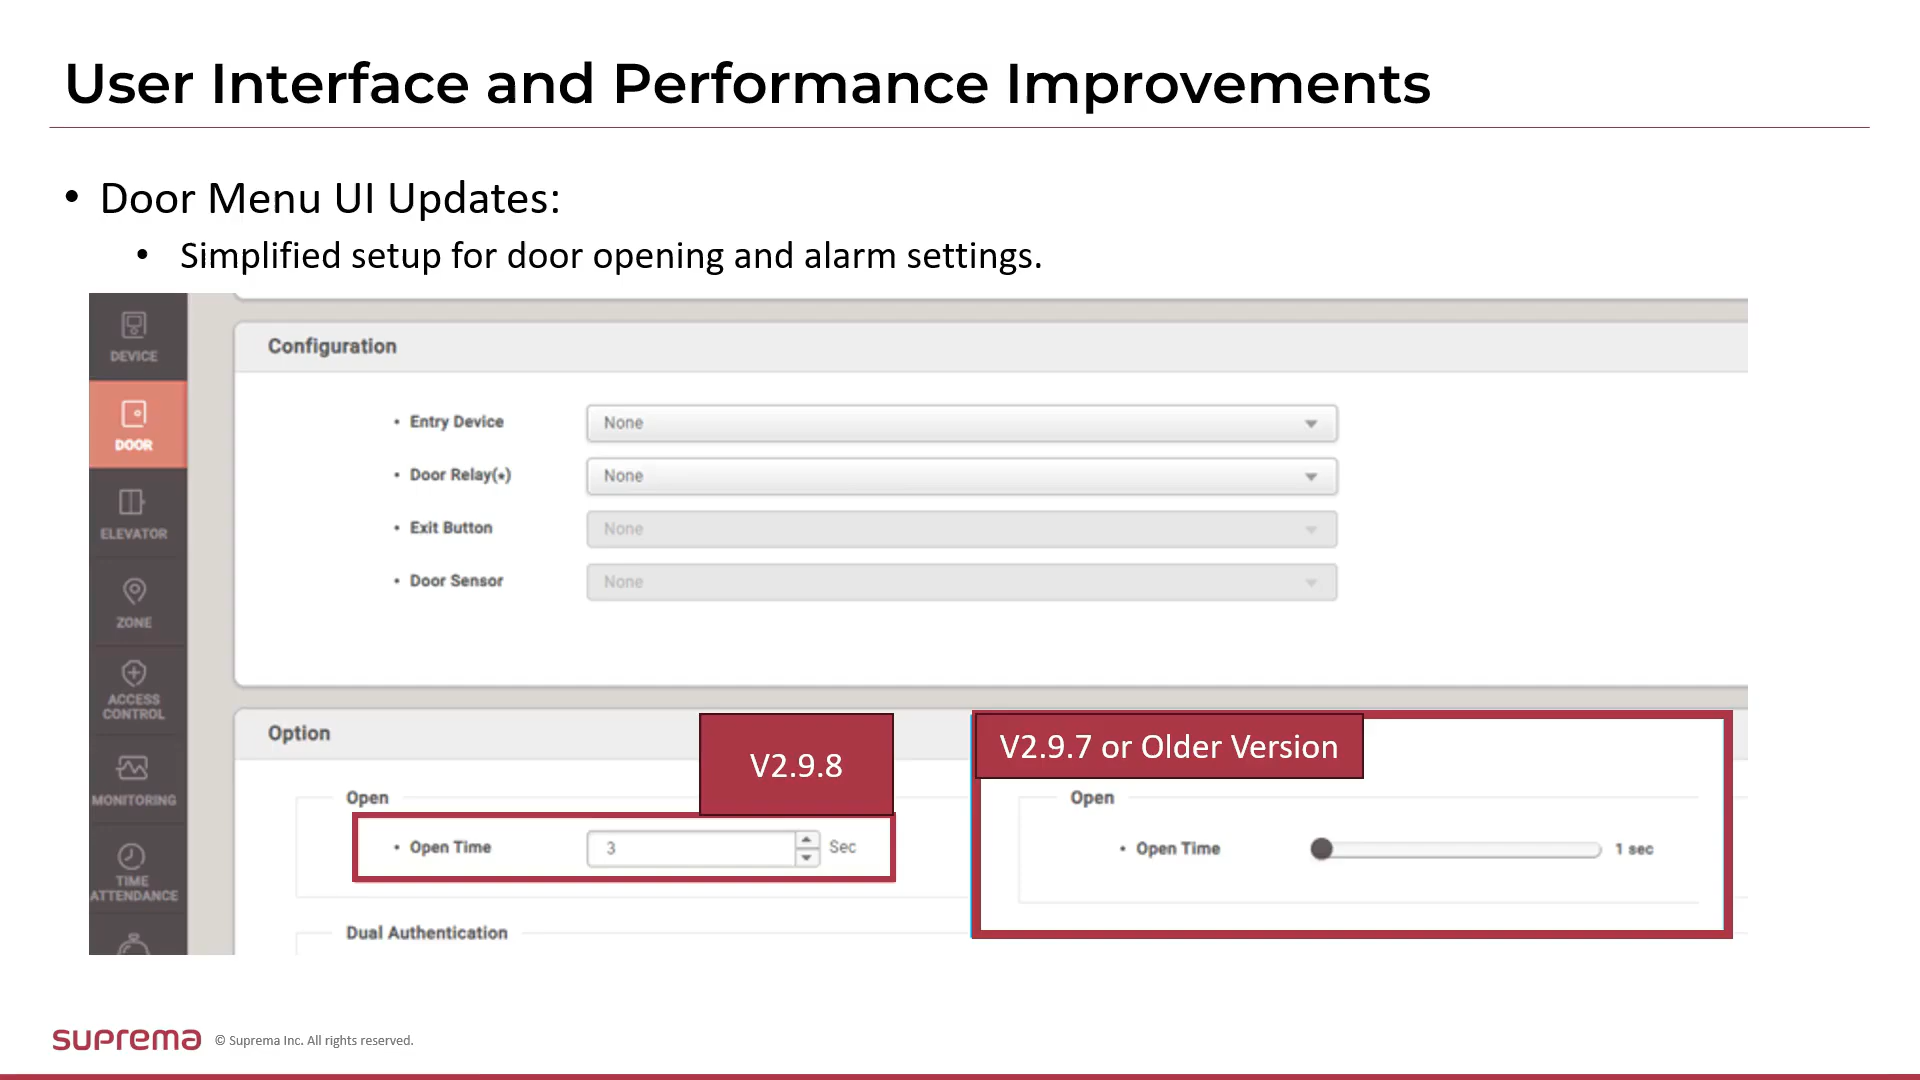 User Interface and Performance Improvements
• Door Menu UI Updates:
• Simplified setup for door opening and alarm settings.
DEVICE
DOOR
ELEVATOR
ZONE
ACCESS
CONTROL
MONITORING
TIME
ATTENDANCE
Configuration
• Entry Device
None
• Door Relay(•)
None
• Exit Button
None
• Door Sensor
None
Option
V2.9.8
Open
• Open Time
3
Sec
Dual Authentication
V2.9.7 or Older Version
Open
• Open Time
1 sec
suprema
© Suprema Inc. All rights reserved.